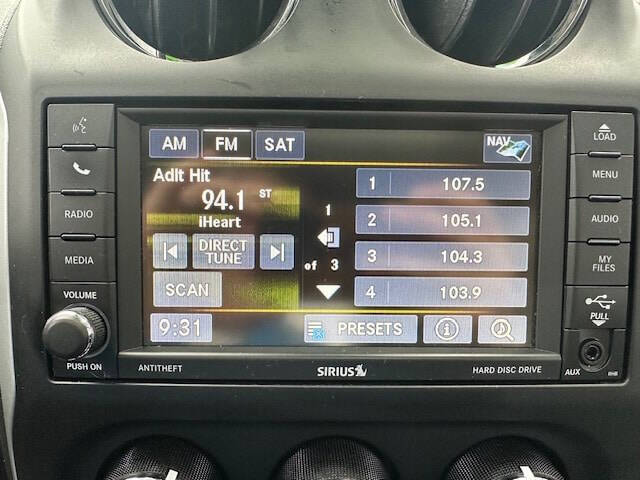 LOAD
MENU
AUDIO
MY
FILES
PULL
AUX
RADIO
MEDIA
VOLUME
PUSH ON
AM FM SAT NAV
Adlt Hit
94.1 ST
iHeart
DIRECT
TUNE
SCAN
9:31
1
of 3
1 107.5
2 105.1
3 104.3
4 103.9
PRESETS
ANTITHEFT
SIRIUS
HARD DISC DRIVE